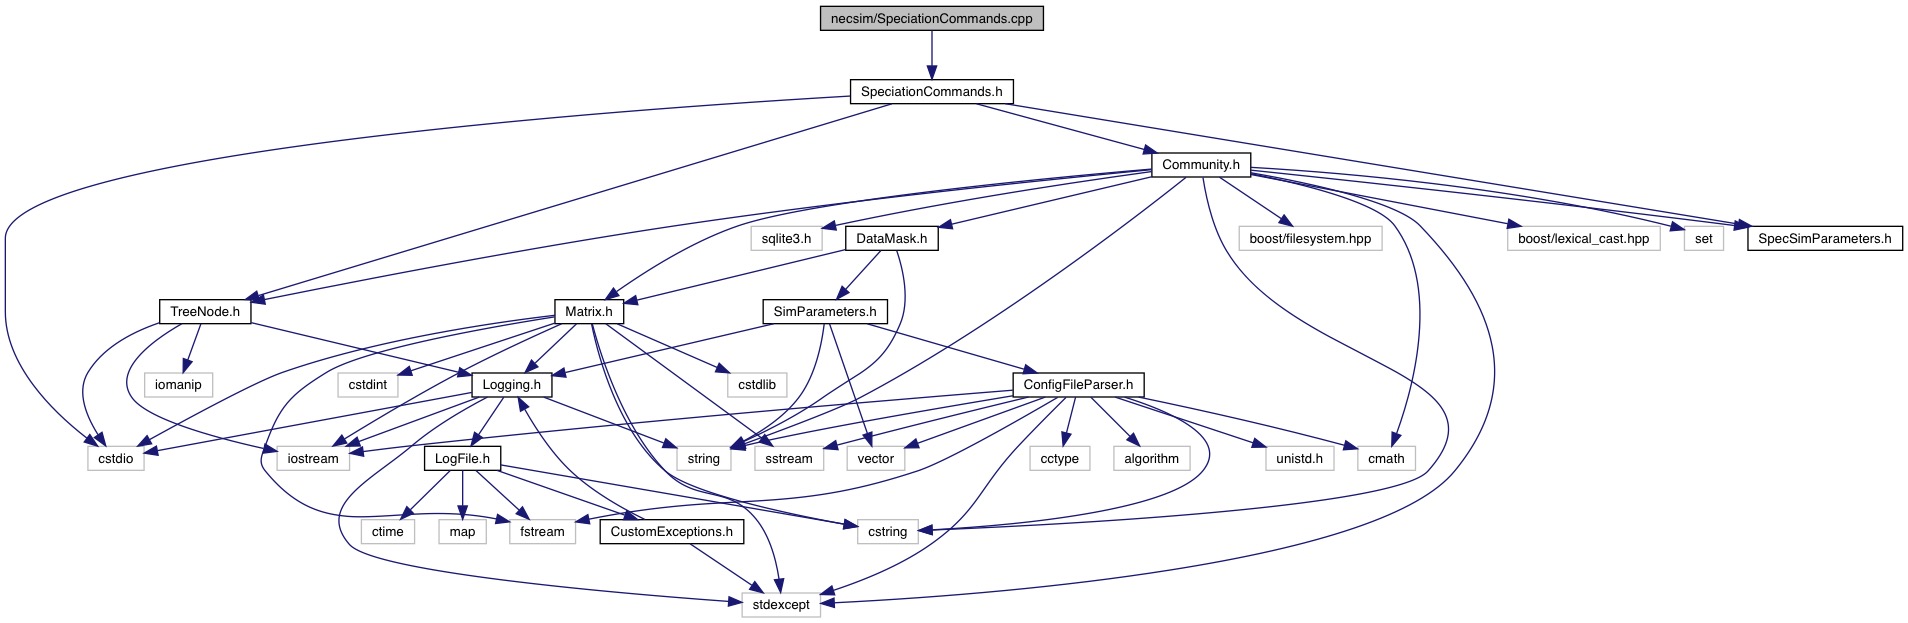 necsim/SpeciationCommands.cpp
SpeciationCommands.h
Community.h
sqlite3.h
DataMask.h
boost/filesystem.hpp
boost/lexical_cast.hpp
set
SpecSimParameters.h
TreeNode.h
Matrix.h
SimParameters.h
iomanip
cstdint
Logging.h
cstdlib
ConfigFileParser.h
cstdio
iostream
LogFile.h
string
sstream
vector
cctype
algorithm
unistd.h
cmath
ctime
map
fstream
CustomExceptions.h
cstring
stdexcept